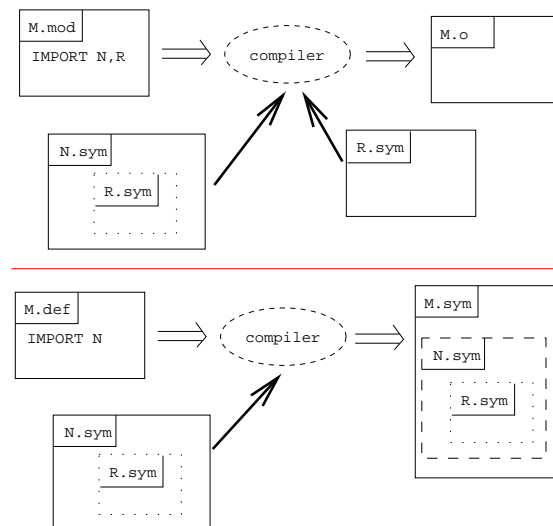 M.mod
IMPORT N,R
compiler
M.o
N.sym
R.sym
R.sym
M.def
IMPORT N
compiler
M.sym
N.sym
R.sym
N.sym
R.sym